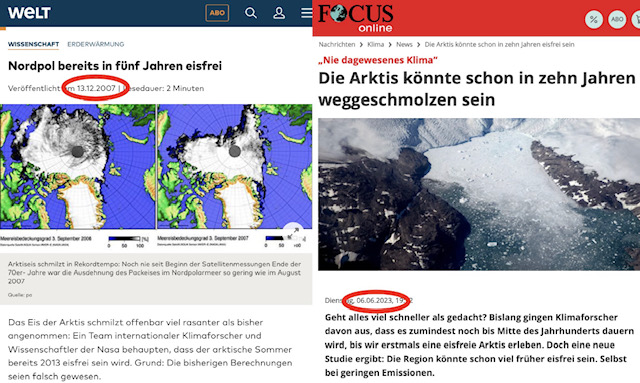 WELT
ABO
WISSENSCHAFT ERDERWÄRMUNG
Nordpol bereits in fünf Jahren eisfrei
Veröffentlicht am 13.12.2007 | Lesedauer: 2 Minuten
Meereisbedeckungsgrad 3. September 2006 [%]
Meereisbedeckungsgrad 3. September 2007 [%]
Arktiseis schmilzt in Rekordtempo: Noch nie seit Beginn der Satellitenmessungen Ende der
70er- Jahre war die Ausdehnung des Packeises im Nordpolarmeer so gering wie im August
2007
Quelle: pa
Das Eis der Arktis schmilzt offenbar viel rasanter als bisher
angenommen: Ein Team internationaler Klimaforscher und
Wissenschaftler der Nasa behaupten, dass der arktische Sommer
bereits 2013 eisfrei sein wird. Grund: Die bisherigen Berechnungen
seien falsch gewesen.
FOCUS
online
%
ABO
Nachrichten > Klima > News > Die Arktis könnte schon in zehn Jahren eisfrei sein
„Nie dagewesenes Klima“
Die Arktis könnte schon in zehn Jahren
weggeschmolzen sein
Dienstag, 06.06.2023,
Geht alles viel schneller als gedacht? Bislang gingen Klimaforscher
davon aus, dass es zumindest noch bis Mitte des Jahrhunderts dauern
wird, bis wir erstmals eine eisfreie Arktis erleben. Doch eine neue
Studie ergibt: Die Region könnte schon viel früher eisfrei sein. Selbst
bei geringen Emissionen.